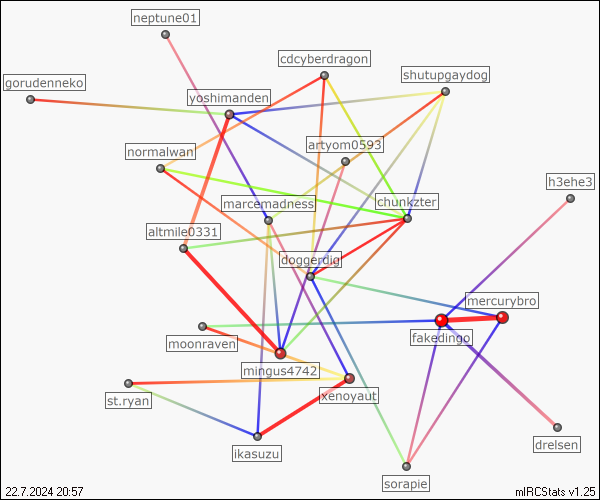 neptune01
cdcyberdragon
shutupgaydog
gorudenneko
yoshimanden
artyom0593
normalwan
h3ehe3
chunkzter
marcemadness
altmile0331
doggerdig
mercurybro
fakedingo
moonraven
mingus4742
xenoyaut
st.ryan
drelsen
ikasuzu
sorapie
22.7.2024 20:57
mIRCStats v1.25